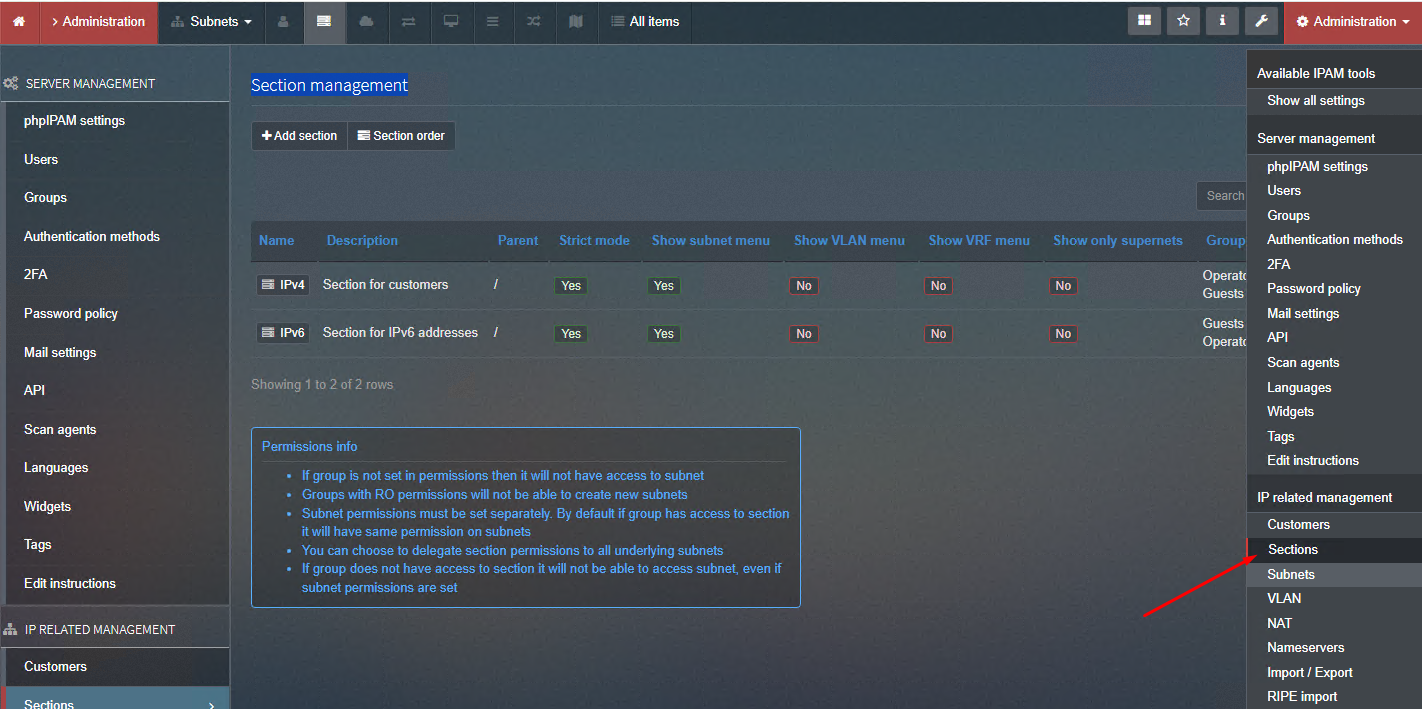 Administration
Subnets
All items
Administration
SERVER MANAGEMENT
phpIPAM settings
Users
Groups
Authentication methods
2FA
Password policy
Mail settings
API
Scan agents
Languages
Widgets
Tags
Edit instructions
IP RELATED MANAGEMENT
Customers
Sections
Section management
Add section
Section order
Search
Name Description Parent Strict mode Show subnet menu Show VLAN menu Show VRF menu Show only supernets Group
IPv4 Section for customers / Yes Yes No No No
Operato
Guests
IPv6 Section for IPv6 addresses / Yes Yes No No No
Guests
Operato
Showing 1 to 2 of 2 rows
Permissions info
If group is not set in permissions then it will not have access to subnet
Groups with RO permissions will not be able to create new subnets
Subnet permissions must be set separately. By default if group has access to section
it will have same permission on subnets
You can choose to delegate section permissions to all underlying subnets
If group does not have access to section it will not be able to access subnet, even if
subnet permissions are set
Available IPAM tools
Show all settings
Server management
phpIPAM settings
Users
Groups
Authentication methods
2FA
Password policy
Mail settings
API
Scan agents
Languages
Widgets
Tags
Edit instructions
IP related management
Customers
Sections
Subnets
VLAN
NAT
Nameservers
Import / Export
RIPE import